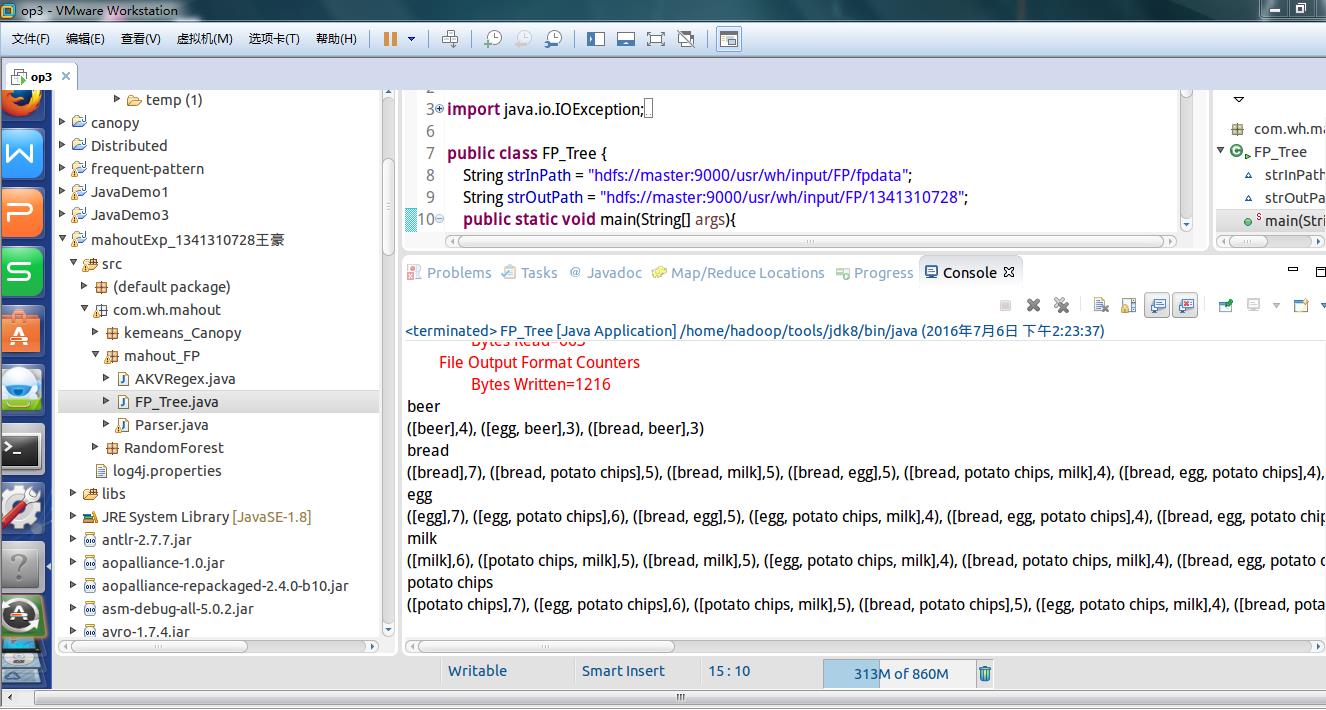 op3 - VMware Workstation
文件(F) 编辑(E) 查看(V) 虚拟机(M) 选项卡(T) 帮助(H)
op3
temp (1)
canopy
Distributed
frequent-pattern
JavaDemo1
JavaDemo3
mahoutExp_1341310728王豪
src
(default package)
com.wh.mahout
kemeans_Canopy
mahout_FP
AKVRegex.java
FP_Tree.java
Parser.java
RandomForest
log4j.properties
libs
JRE System Library [JavaSE-1.8]
antlr-2.7.7.jar
aopalliance-1.0.jar
aopalliance-repackaged-2.4.0-b10.jar
asm-debug-all-5.0.2.jar
avro-1.7.4.jar
3 import java.io.IOException;
6
7 public class FP_Tree {
8 String strInPath = "hdfs://master:9000/usr/wh/input/FP/fpdata";
9 String strOutPath = "hdfs://master:9000/usr/wh/input/FP/1341310728";
10 public static void main(String[] args){
com.wh.ma
FP_Tree
strInPath
strOutPa
main(Stri
Problems Tasks @ Javadoc Map/Reduce Locations Progress Console
<terminated> FP_Tree [Java Application] /home/hadoop/tools/jdk8/bin/java (2016年7月6日 下午2:23:37)
File Output Format Counters
Bytes Written=1216
beer
([beer],4), ([egg, beer],3), ([bread, beer],3)
bread
([bread],7), ([bread, potato chips],5), ([bread, milk],5), ([bread, egg],5), ([bread, potato chips, milk],4), ([bread, egg, potato chips],4),
egg
([egg],7), ([egg, potato chips],6), ([bread, egg],5), ([egg, potato chips, milk],4), ([bread, egg, potato chips],4), ([bread, egg, potato chip
milk
([milk],6), ([potato chips, milk],5), ([bread, milk],5), ([egg, potato chips, milk],4), ([bread, potato chips, milk],4), ([bread, egg, potato c
potato chips
([potato chips],7), ([egg, potato chips],6), ([potato chips, milk],5), ([bread, potato chips],5), ([egg, potato chips, milk],4), ([bread, pota
Writable Smart Insert 15 : 10 313M of 860M